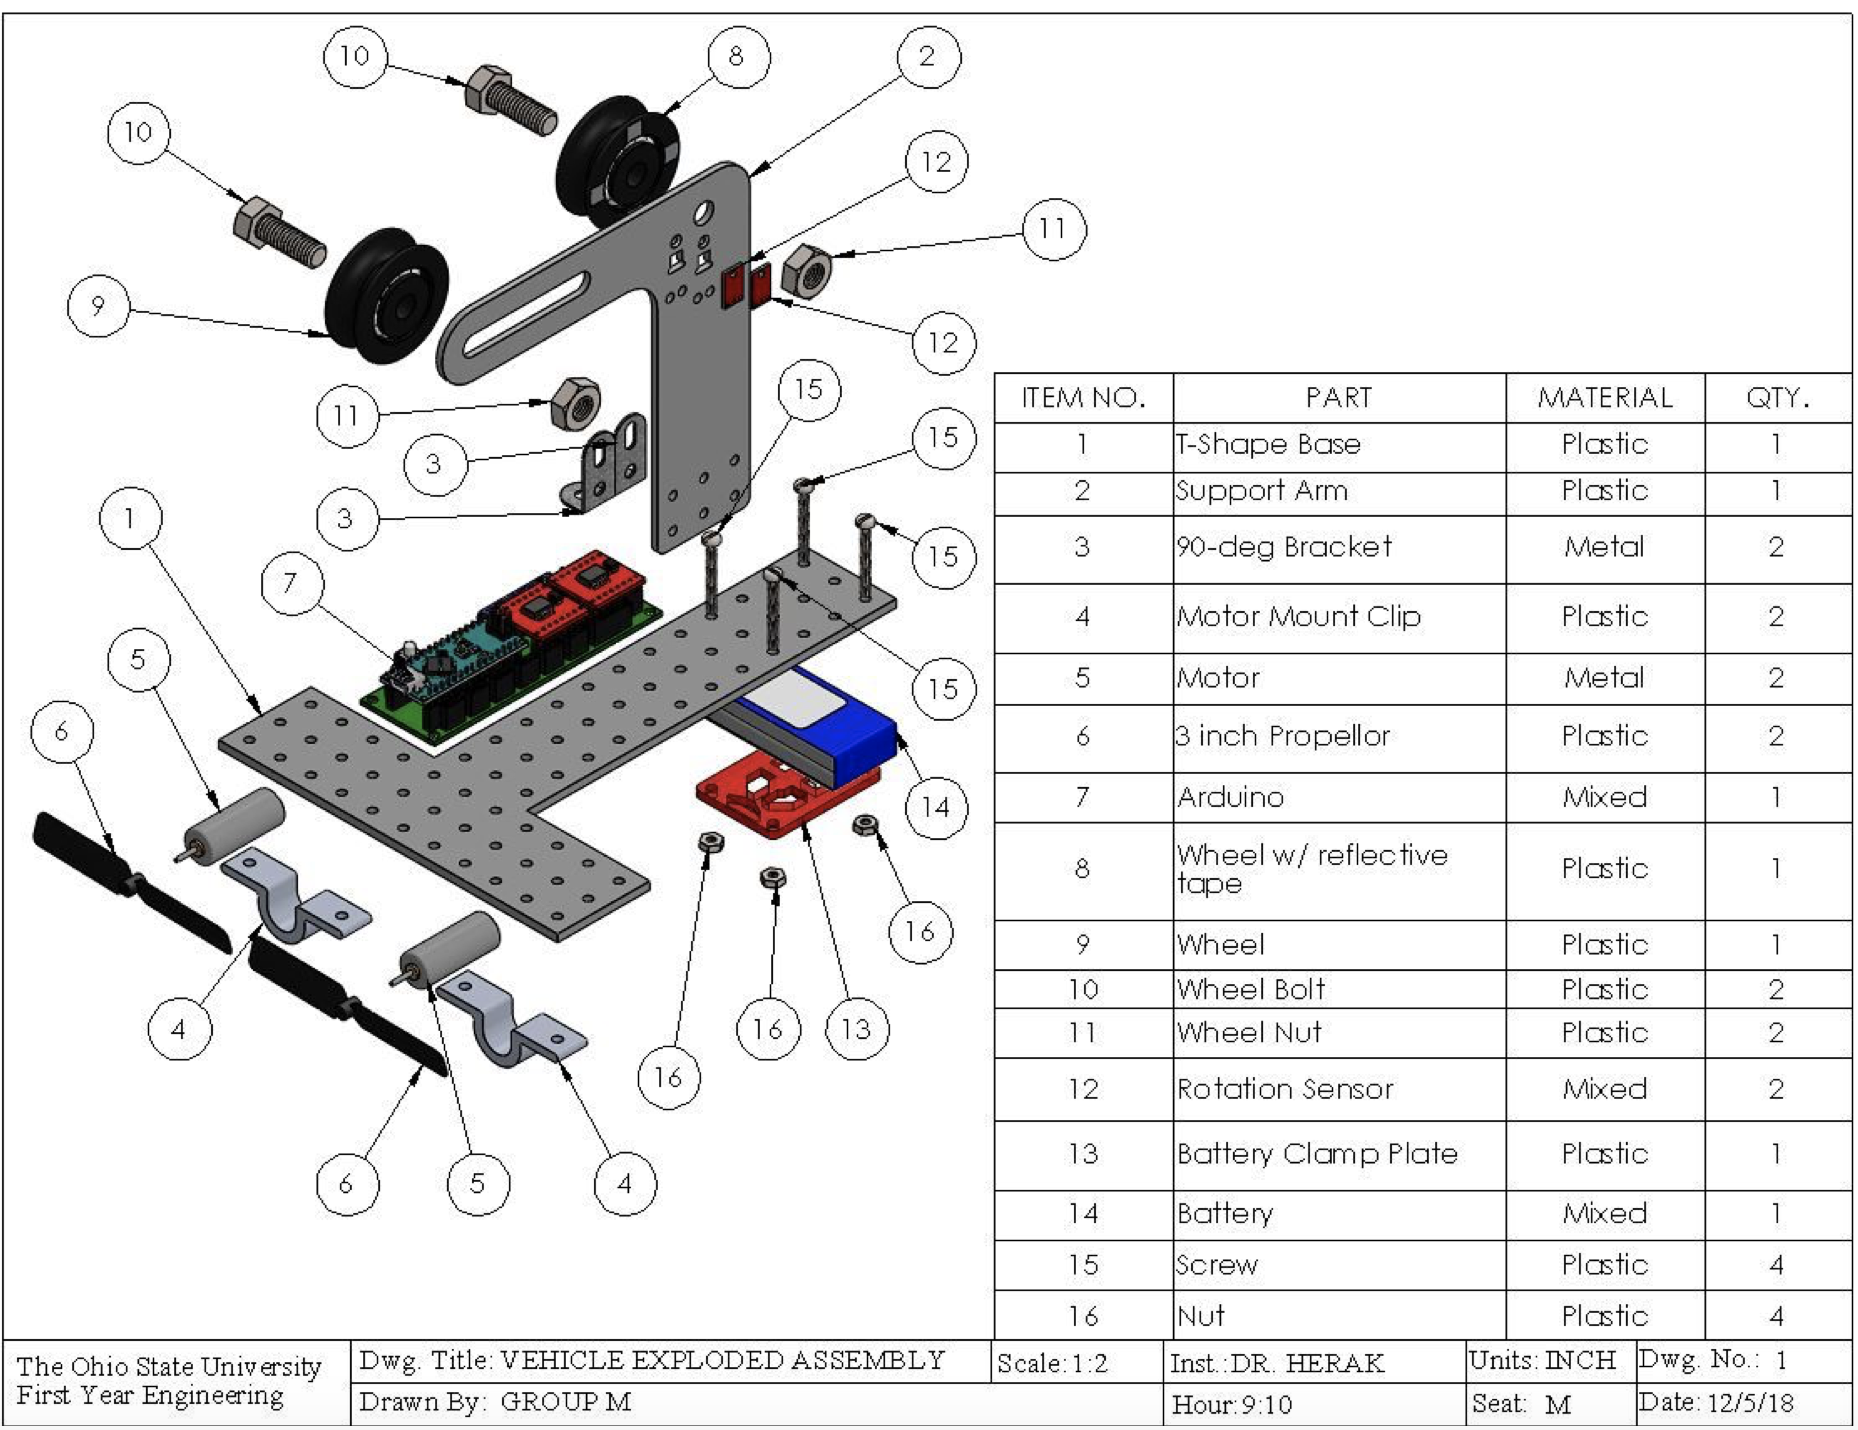 10
8
2
10
12
11
9
12
15
11
15
3
3
1
15
7
5
15
6
14
16
4
16
13
16
6
5
4
ITEM NO. PART MATERIAL QTY.
1 T-Shape Base Plastic 1
2 Support Arm Plastic 1
3 90-deg Bracket Metal 2
4 Motor Mount Clip Plastic 2
5 Motor Metal 2
6 3 inch Propellor Plastic 2
7 Arduino Mixed 1
8 Wheel w/ reflective
tape Plastic 1
9 Wheel Plastic 1
10 Wheel Bolt Plastic 2
11 Wheel Nut Plastic 2
12 Rotation Sensor Mixed 2
13 Battery Clamp Plate Plastic 1
14 Battery Mixed 1
15 Screw Plastic 4
16 Nut Plastic 4
The Ohio State University
First Year Engineering
Dwg. Title: VEHICLE EXPLODED ASSEMBLY
Scale: 1:2
Inst.: DR. HERAK
Units: INCH
Dwg. No.: 1
Drawn By: GROUP M
Hour: 9:10
Seat: M
Date: 12/5/18